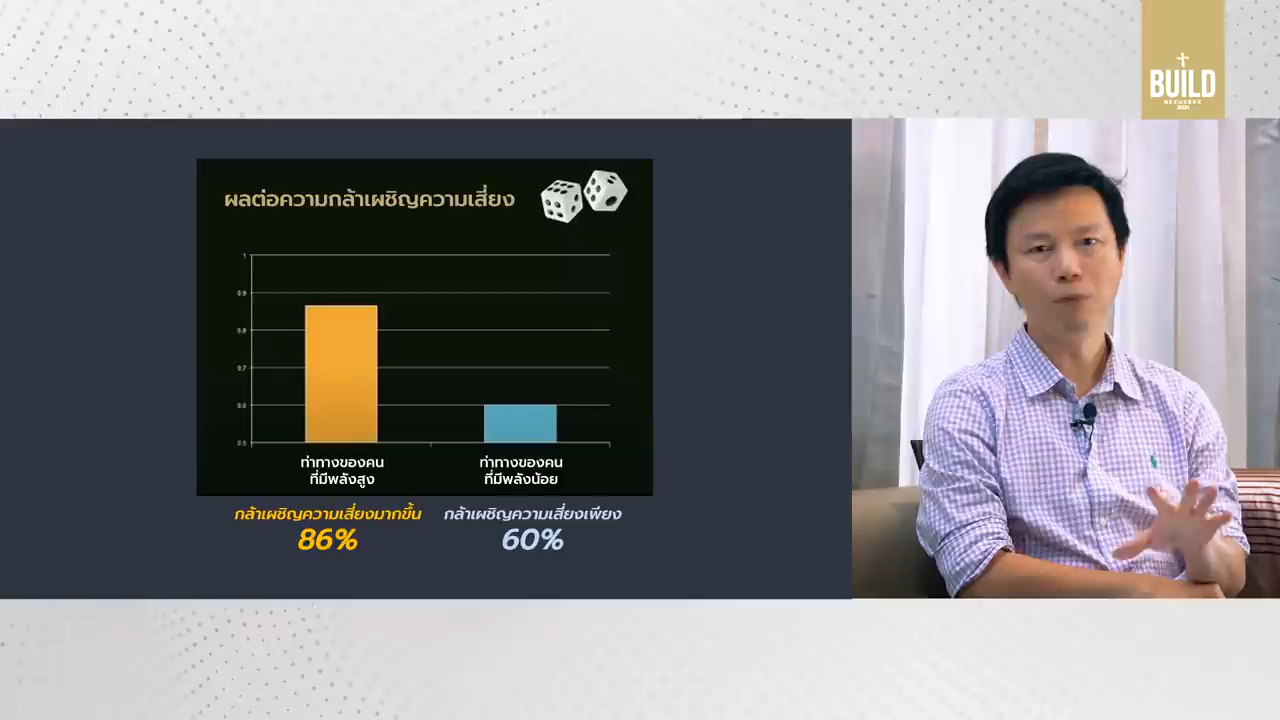 BUILD
NEXUSBKK
2021
ผลต่อความกล้าเผชิญความเสี่ยง
1
0.9
0.8
0.7
0.6
0.5
ท่าทางของคน
ที่มีพลังสูง
ท่าทางของคน
ที่มีพลังน้อย
กล้าเผชิญความเสี่ยงมากขึ้น
86%
กล้าเผชิญความเสี่ยงเพียง
60%